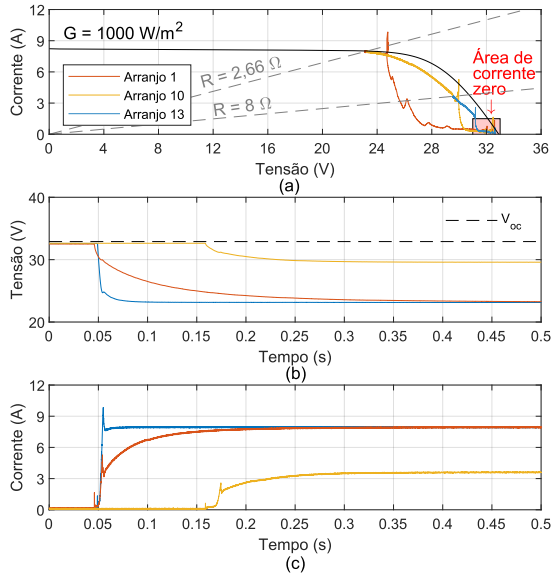 G = 1000 W/m²
R = 2,66 Ω
R = 8 Ω
Área de
corrente
zero
Arranjo 1
Arranjo 10
Arranjo 13
Corrente (A)
12
9
6
3
0
0 4 8 12 16 20 24 28 32 36
Tensão (V)
(a)
Tensão (V)
40
30
20
V_oc
0 0.05 0.1 0.15 0.2 0.25 0.3 0.35 0.4 0.45 0.5
Tempo (s)
(b)
Corrente (A)
12
9
6
3
0
0 0.05 0.1 0.15 0.2 0.25 0.3 0.35 0.4 0.45 0.5
Tempo (s)
(c)